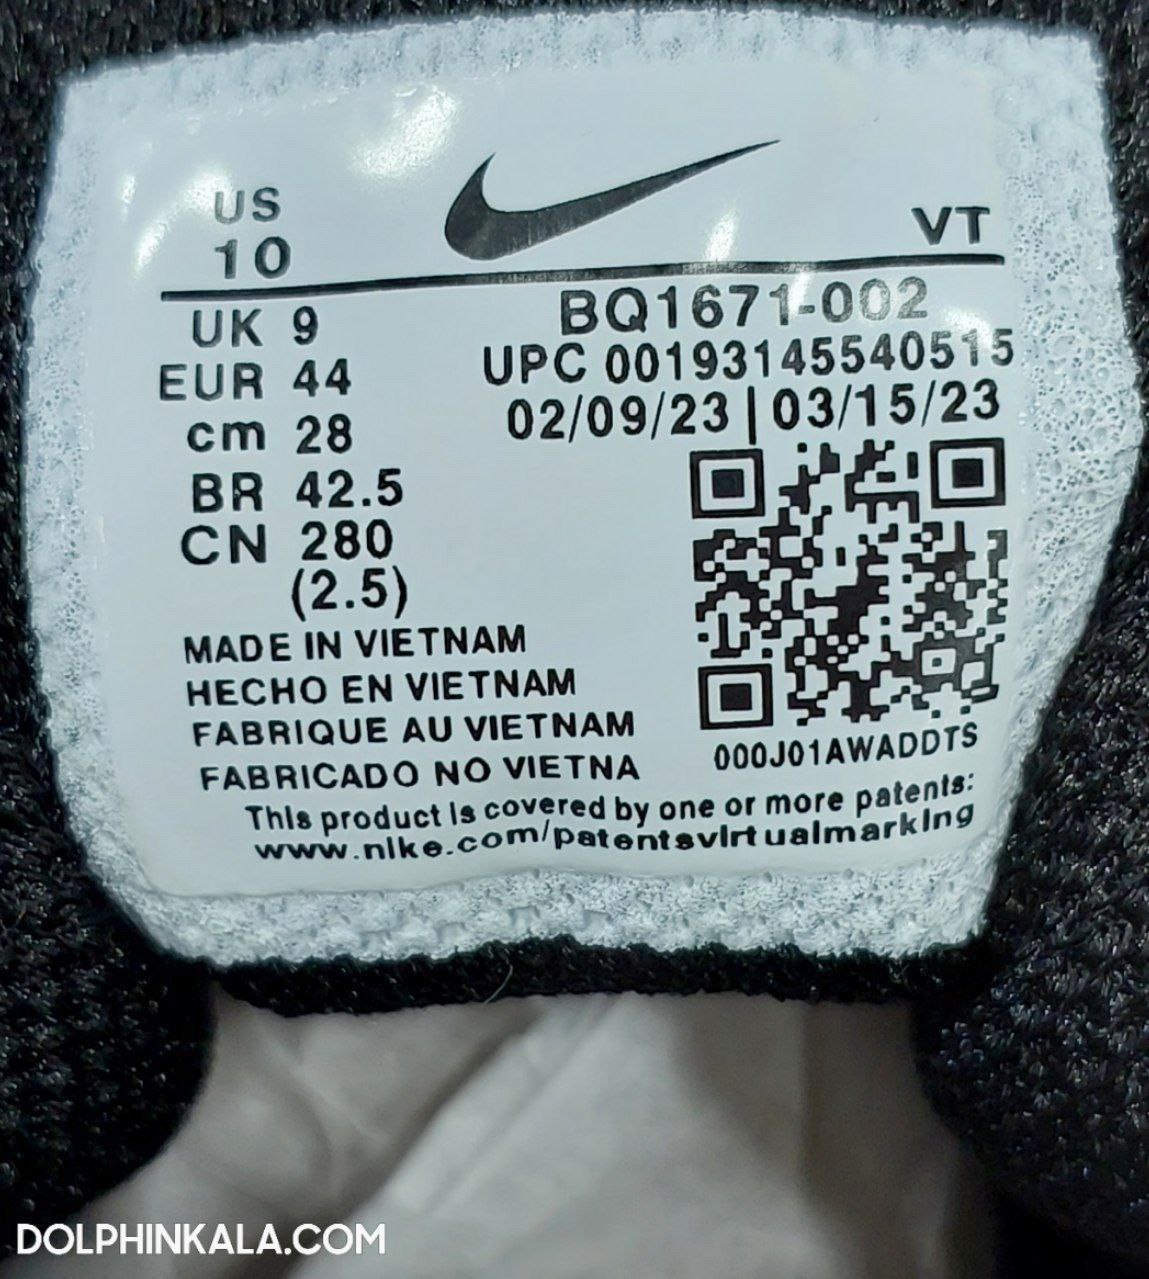 US
10
VT
UK 9
EUR 44
cm 28
BR 42.5
CN 280
(2.5)
BQ1671-002
UPC 00193145540515
02/09/23 | 03/15/23
000J01AWADDTS
MADE IN VIETNAM
HECHO EN VIETNAM
FABRIQUE AU VIETNAM
FABRICADO NO VIETNA
This product is covered by one or more patents:
www.nike.com/patentsvirtualmarking
DOLPHINKALA.COM